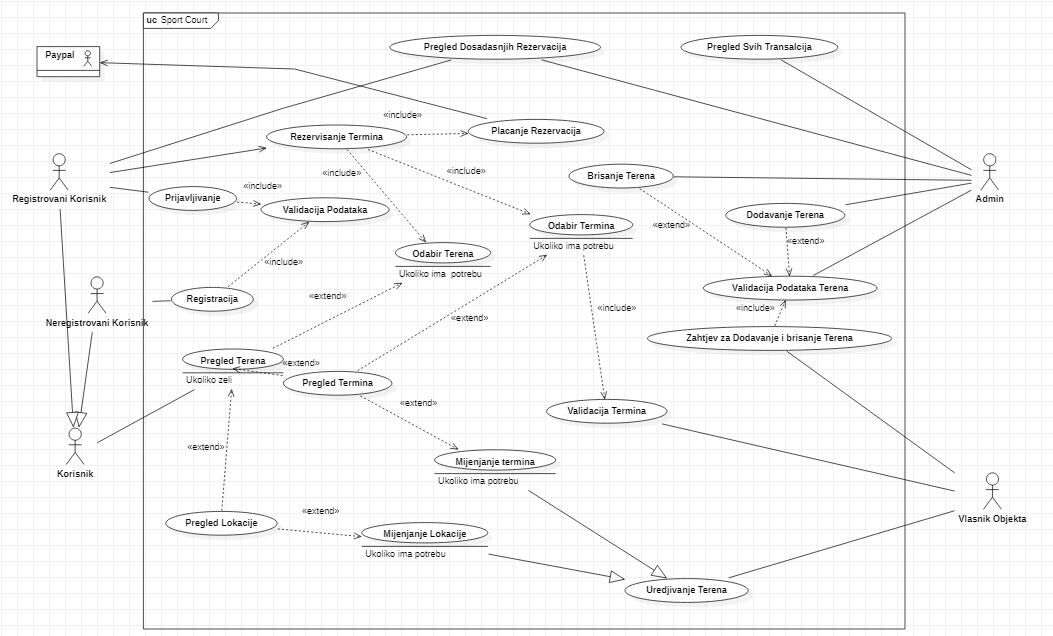 uc Sport Court
Pregled Dosadasnjih Rezervacija
Pregled Svih Transalcija
Paypal
«include»
Placanje Rezervacija
Rezervisanje Termina
«include»
«include»
Brisanje Terena
Registrovani Korisnik
Prijavljivanje
«include»
Validacija Podataka
Admin
Dodavanje Terena
«extend»
Odabir Termina
Ukoliko ima potrebu
«extend»
Odabir Terena
Ukoliko ima potrebu
«include»
Validacija Podataka Terena
Registracija
«extend»
«include»
«include»
Neregistrovani Korisnik
«extend»
Zahtjev za Dodavanje i brisanje Terena
Pregled Terena
Ukoliko zeli
«extend»
Pregled Termina
«extend»
Validacija Termina
Korisnik
«extend»
Mijenjanje termina
Ukoliko ima potrebu
Pregled Lokacije
«extend»
Mijenjanje Lokacije
Ukoliko ima potrebu
Vlasnik Objekta
Uredjivanje Terena